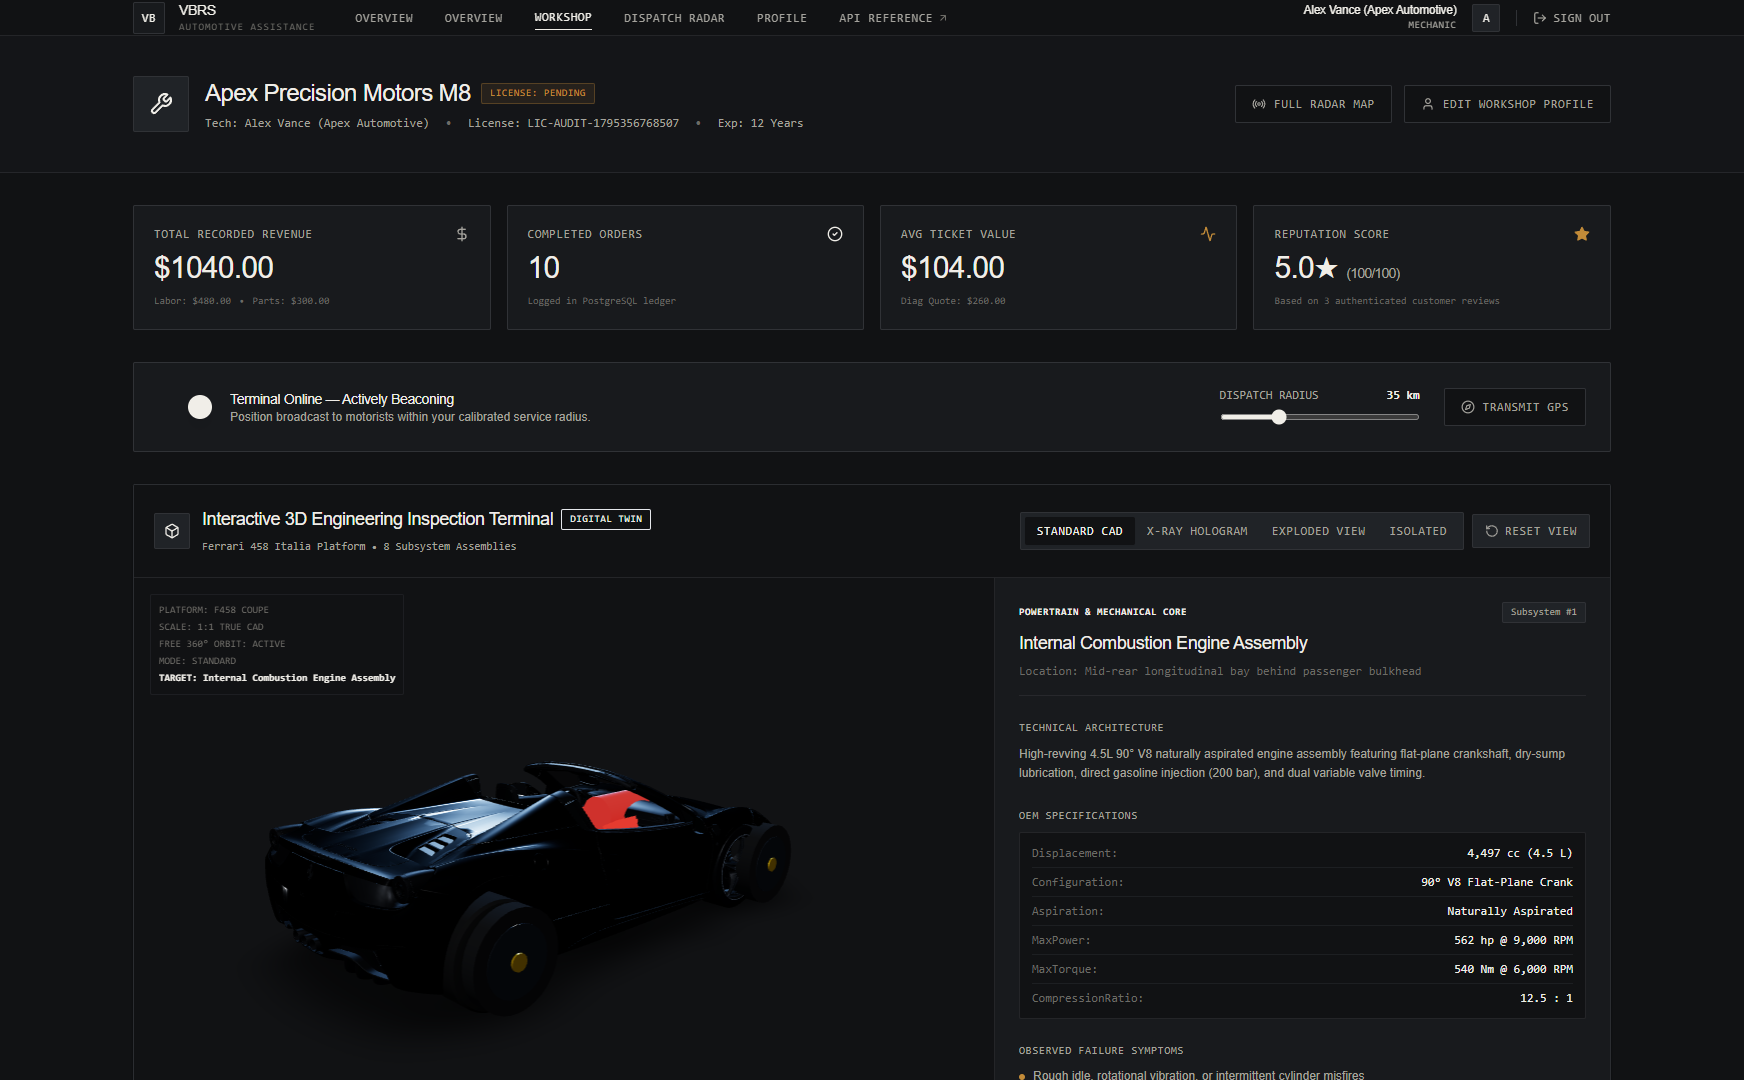 VB
VBRS
AUTOMOTIVE ASSISTANCE
OVERVIEW
OVERVIEW
WORKSHOP
DISPATCH RADAR
PROFILE
API REFERENCE ↗
Alex Vance (Apex Automotive)
MECHANIC
A
SIGN OUT
Apex Precision Motors M8
LICENSE: PENDING
Tech: Alex Vance (Apex Automotive) • License: LIC-AUDIT-1795356768507 • Exp: 12 Years
FULL RADAR MAP
EDIT WORKSHOP PROFILE
TOTAL RECORDED REVENUE
$1040.00
Labor: $480.00 • Parts: $300.00
COMPLETED ORDERS
10
Logged in PostgreSQL ledger
AVG TICKET VALUE
$104.00
Diag Quote: $260.00
REPUTATION SCORE
5.0★ (100/100)
Based on 3 authenticated customer reviews
Terminal Online — Actively Beaconing
Position broadcast to motorists within your calibrated service radius.
DISPATCH RADIUS
35 km
TRANSMIT GPS
Interactive 3D Engineering Inspection Terminal
DIGITAL TWIN
Ferrari 458 Italia Platform • 8 Subsystem Assemblies
STANDARD CAD
X-RAY HOLOGRAM
EXPLODED VIEW
ISOLATED
RESET VIEW
PLATFORM: F458 COUPE
SCALE: 1:1 TRUE CAD
FREE 360° ORBIT: ACTIVE
MODE: STANDARD
TARGET: Internal Combustion Engine Assembly
POWERTRAIN & MECHANICAL CORE
Subsystem #1
Internal Combustion Engine Assembly
Location: Mid-rear longitudinal bay behind passenger bulkhead
TECHNICAL ARCHITECTURE
High-revving 4.5L 90° V8 naturally aspirated engine assembly featuring flat-plane crankshaft, dry-sump
lubrication, direct gasoline injection (200 bar), and dual variable valve timing.
OEM SPECIFICATIONS
Displacement: 4,497 cc (4.5 L)
Configuration: 90° V8 Flat-Plane Crank
Aspiration: Naturally Aspirated
MaxPower: 562 hp @ 9,000 RPM
MaxTorque: 540 Nm @ 6,000 RPM
CompressionRatio: 12.5 : 1
OBSERVED FAILURE SYMPTOMS
Rough idle, rotational vibration, or intermittent cylinder misfires